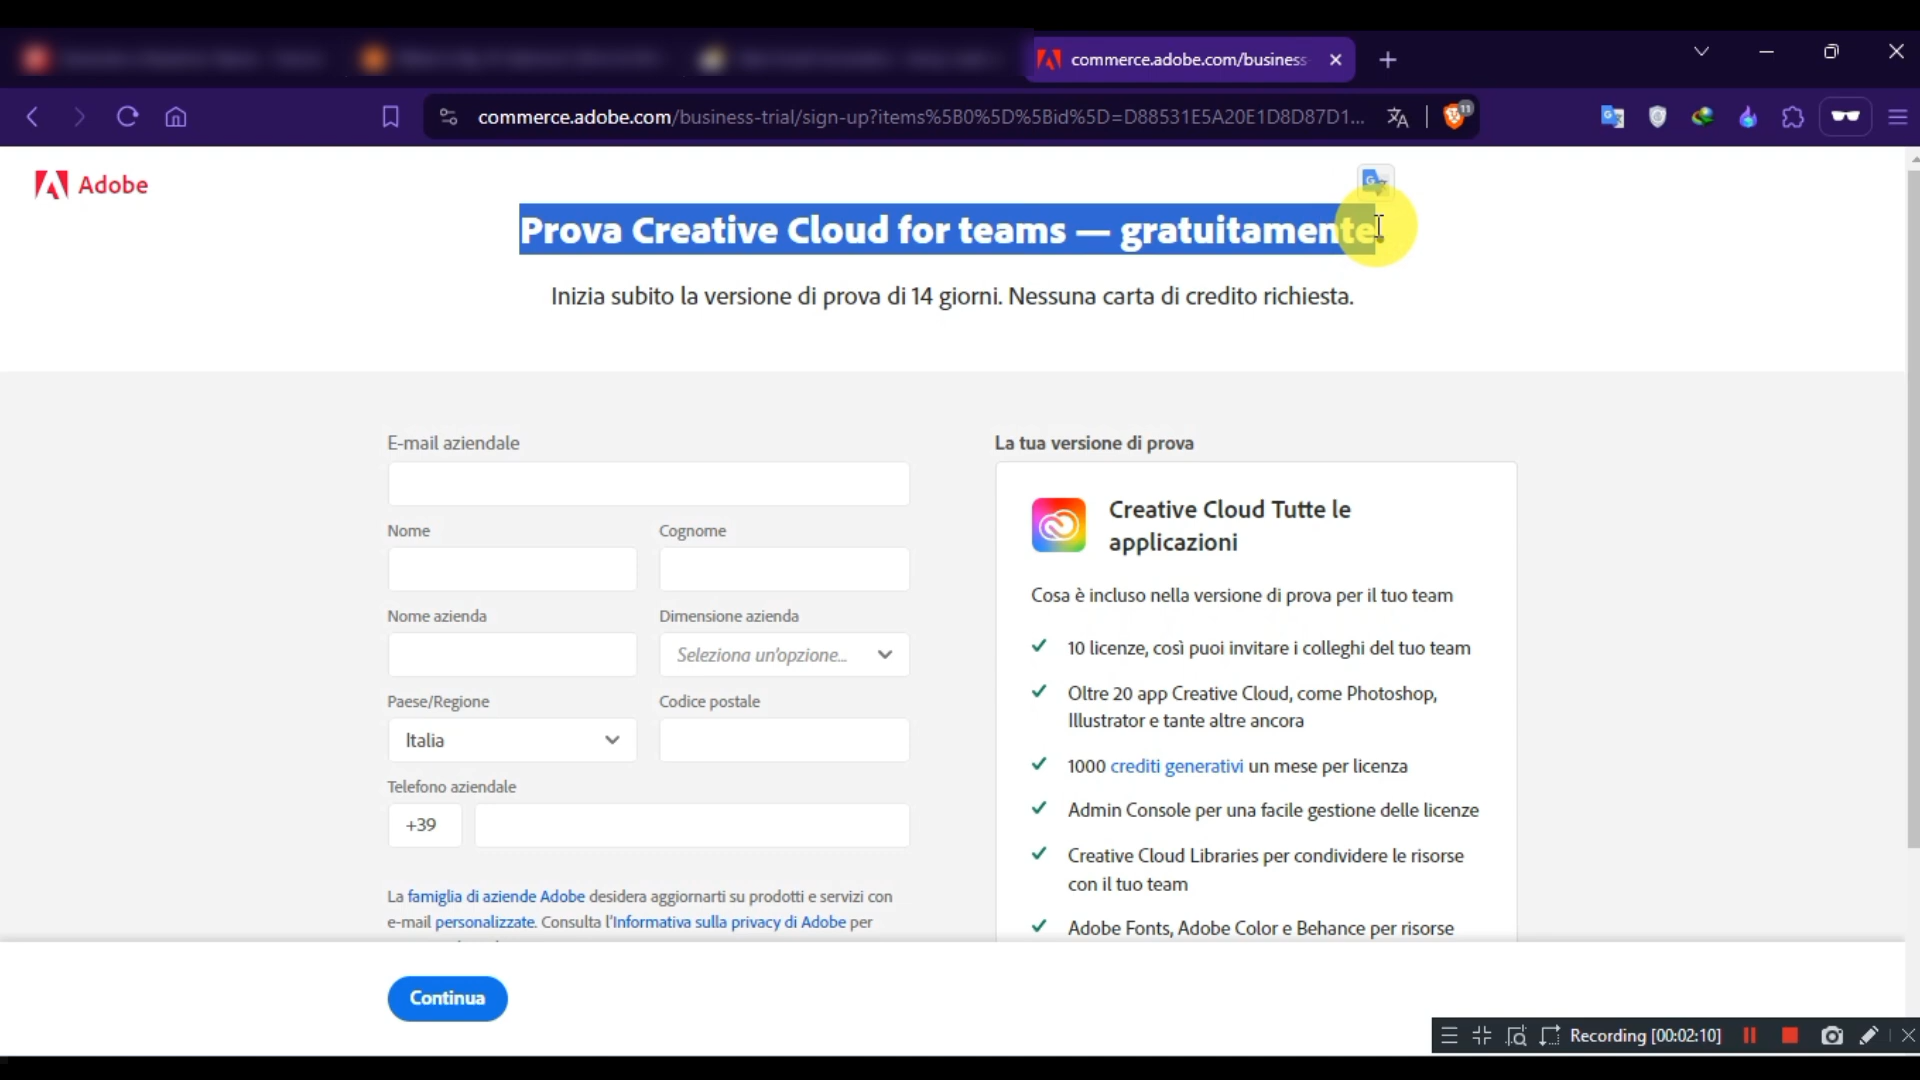 commerce.adobe.com/business
commerce.adobe.com/business-trial/sign-up?items%5B0%5D%5Bid%5D=D88531E5A20E1D8D87D1...
11
Adobe
Prova Creative Cloud for teams — gratuitamente
Inizia subito la versione di prova di 14 giorni. Nessuna carta di credito richiesta.
E-mail aziendale
Nome
Cognome
Nome azienda
Dimensione azienda
Seleziona un'opzione...
Paese/Regione
Italia
Codice postale
Telefono aziendale
+39
La famiglia di aziende Adobe desidera aggiornarti su prodotti e servizi con
e-mail personalizzate. Consulta l'Informativa sulla privacy di Adobe per
La tua versione di prova
Creative Cloud Tutte le
applicazioni
Cosa è incluso nella versione di prova per il tuo team
10 licenze, così puoi invitare i colleghi del tuo team
Oltre 20 app Creative Cloud, come Photoshop,
Illustrator e tante altre ancora
1000 crediti generativi un mese per licenza
Admin Console per una facile gestione delle licenze
Creative Cloud Libraries per condividere le risorse
con il tuo team
Adobe Fonts, Adobe Color e Behance per risorse
Continua
Recording [00:02:10]